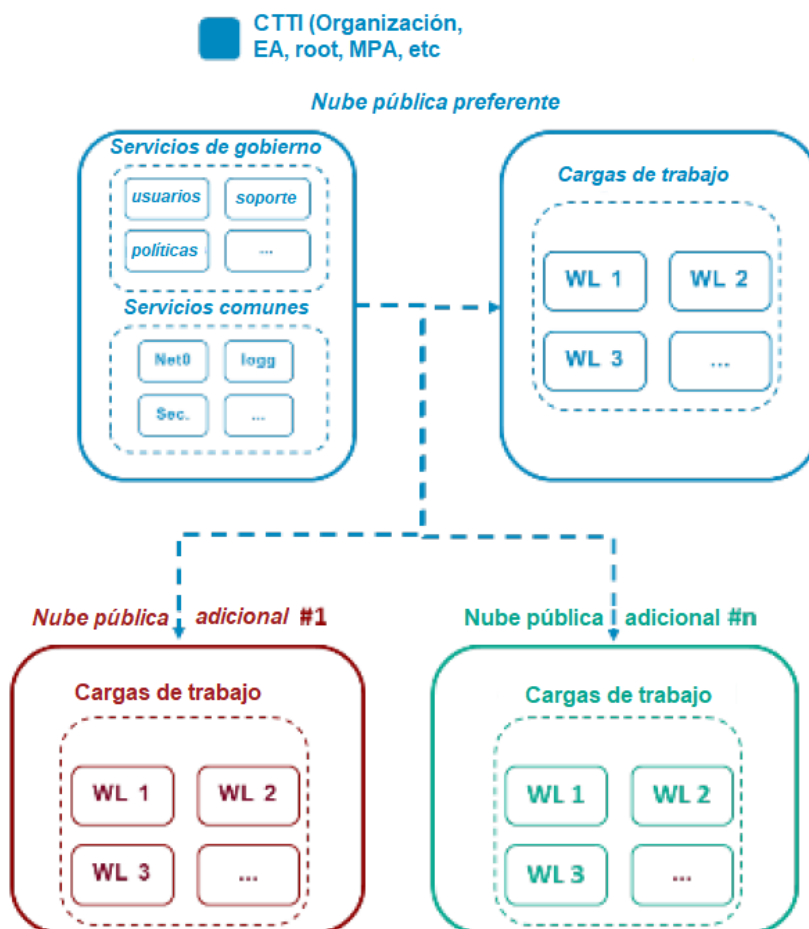 CTTI (Organización,
EA, root, MPA, etc
Nube pública preferente
Servicios de gobierno
usuarios
soporte
políticas
...
Servicios comunes
Net0
logg
Sec.
...
Cargas de trabajo
WL 1
WL 2
WL 3
...
Nube pública adicional #1
Cargas de trabajo
WL 1
WL 2
WL 3
...
Nube pública adicional #n
Cargas de trabajo
WL 1
WL 2
WL 3
...